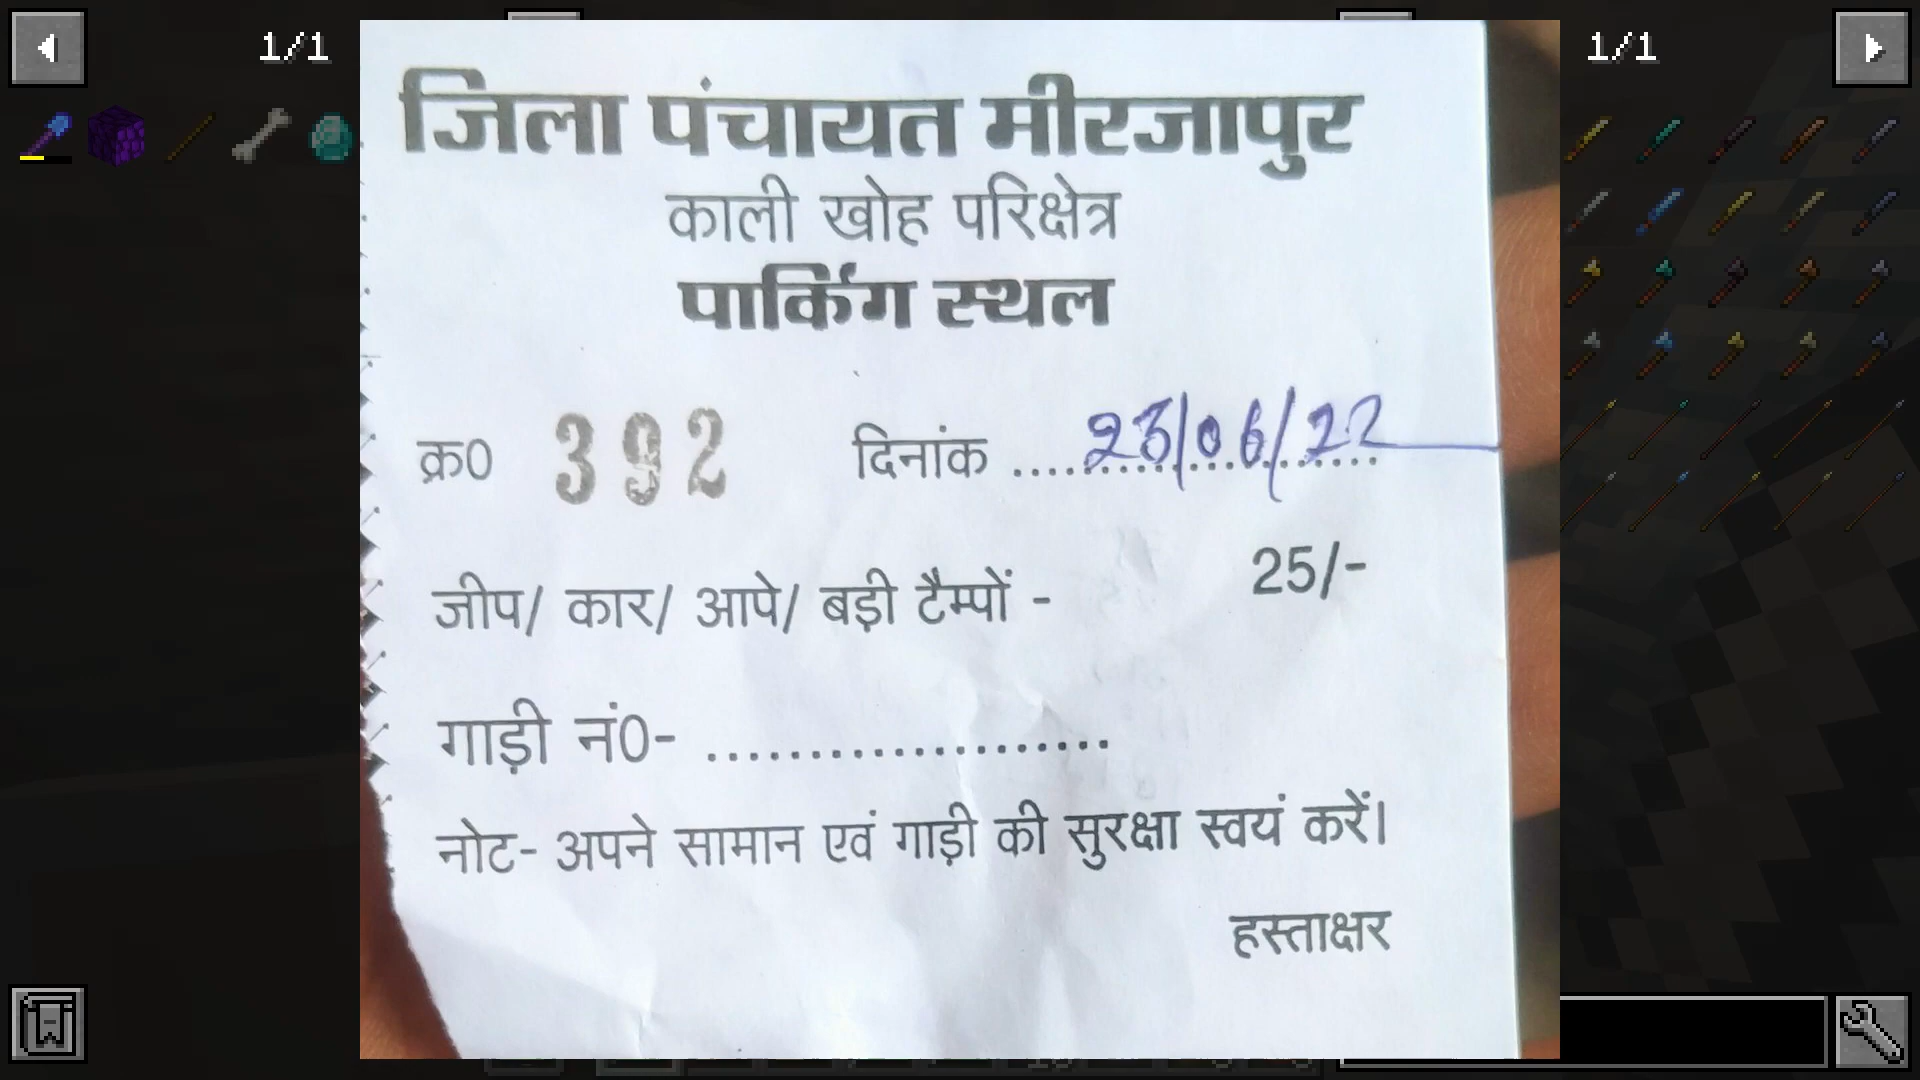 1/1
1/1
जिला पंचायत मीरजापुर
काली खोह परिक्षेत्र
पार्किंग स्थल
क्र0 392 दिनांक ....23/06/22
जीप/ कार/ आपे/ बड़ी टैम्पों - 25/-
गाड़ी नं0- .....................
नोट- अपने सामान एवं गाड़ी की सुरक्षा स्वयं करें।
हस्ताक्षर